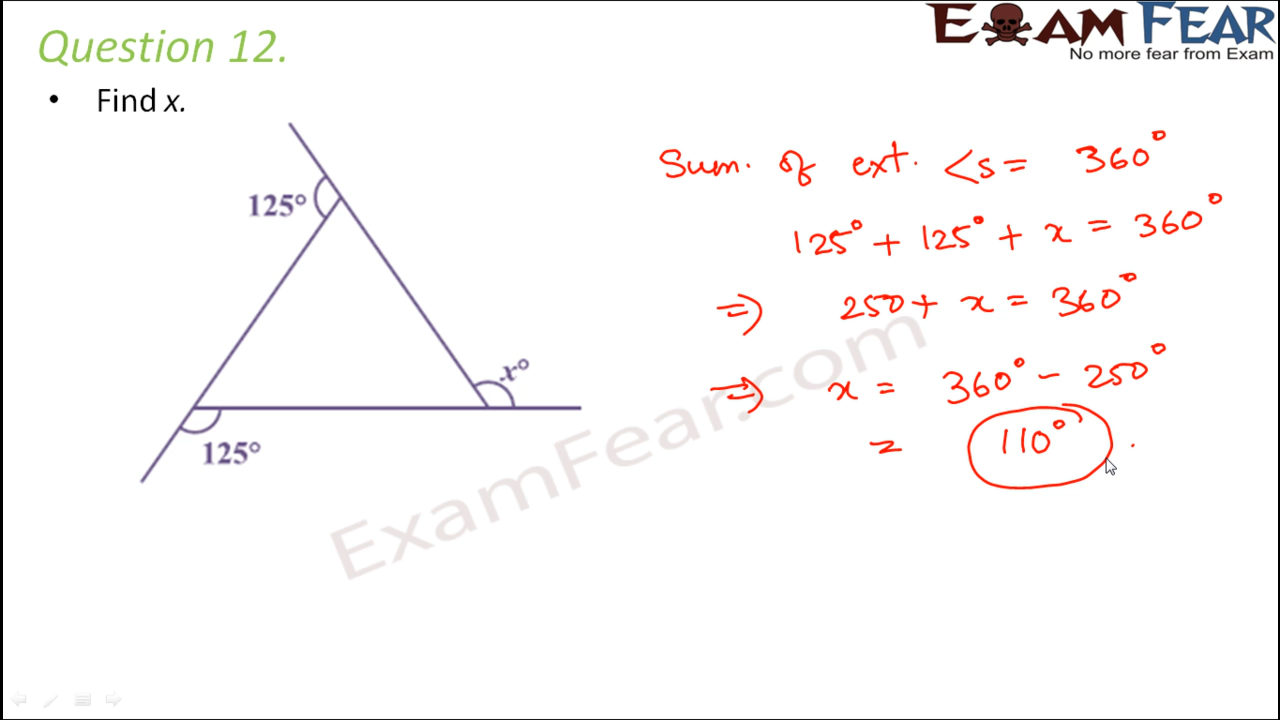 Question 12.
EXAM FEAR
No more fear from Exam
• Find x.
125°
x°
125°
Sum. of ext. <s = 360°
125° + 125° + x = 360°
=) 250 + x = 360°
=) x = 360° - 250°
= 110° .
ExamFear.com